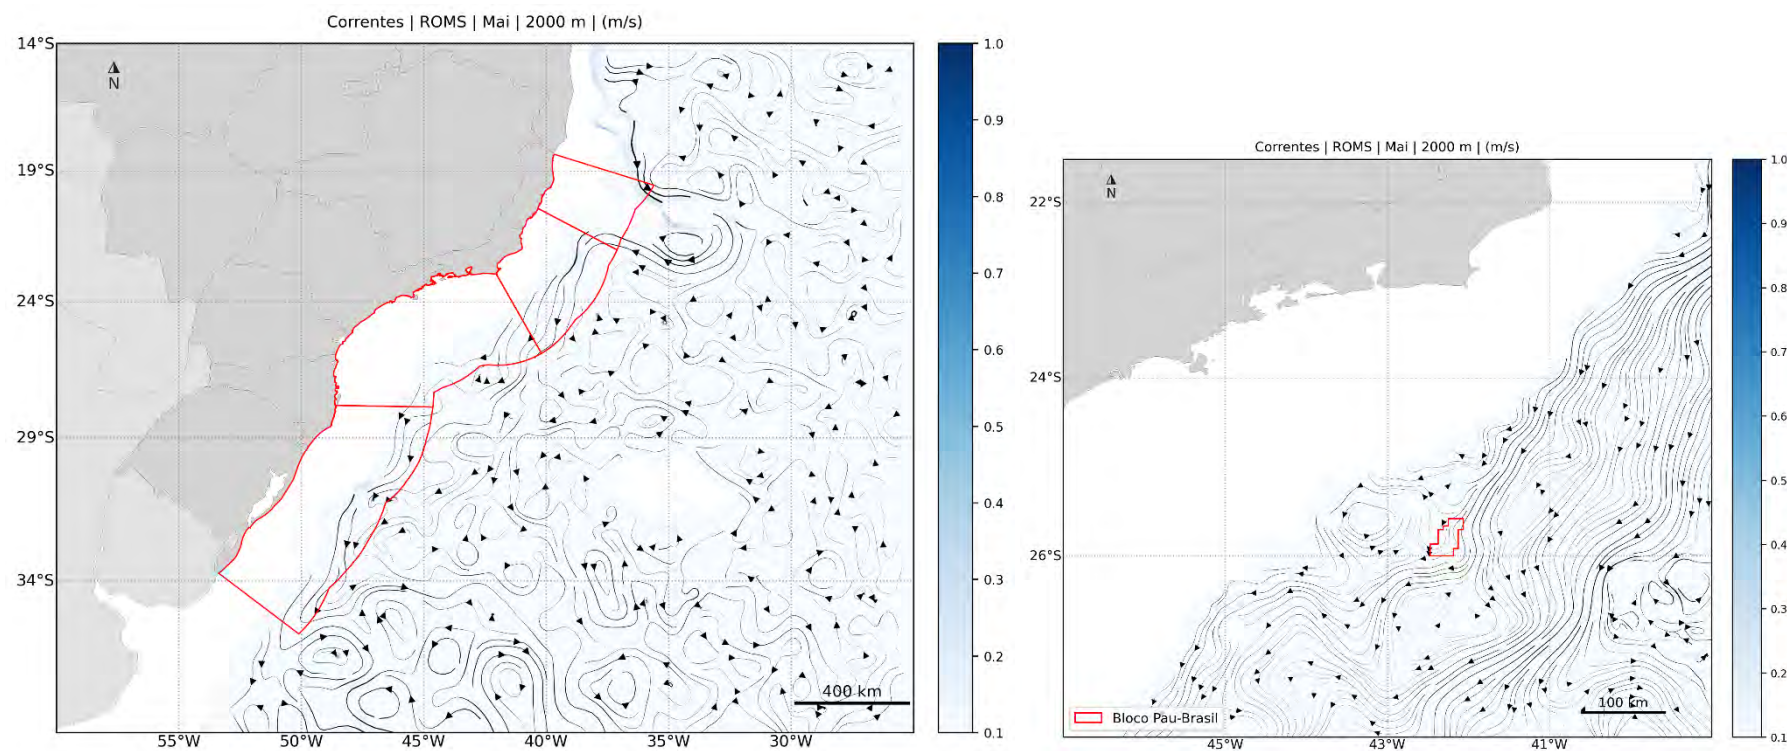 Correntes | ROMS | Mai | 2000 m | (m/s)
14°S
19°S
24°S
29°S
34°S
N
55°W 50°W 45°W 40°W 35°W 30°W
400 km
1.0
0.9
0.8
0.7
0.6
0.5
0.4
0.3
0.2
0.1
Correntes | ROMS | Mai | 2000 m | (m/s)
22°S
24°S
26°S
N
45°W 43°W 41°W
Bloco Pau-Brasil
100 km
1.0
0.9
0.8
0.7
0.6
0.5
0.4
0.3
0.2
0.1